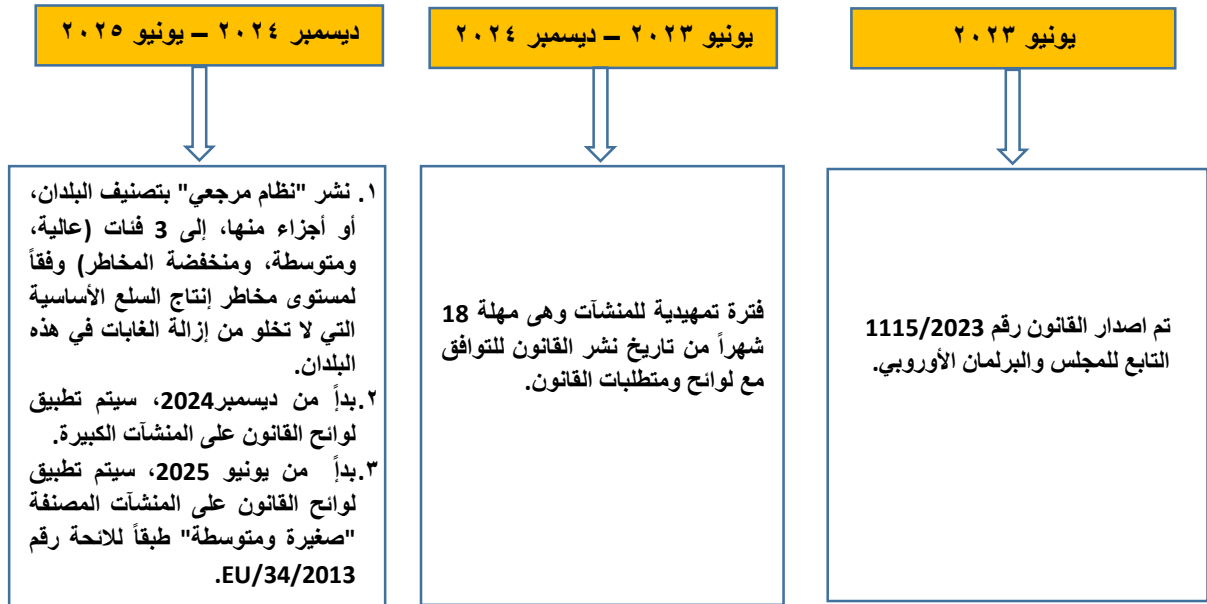 يونيو ٢٠٢٣
تم اصدار القانون رقم 1115/2023
التابع للمجلس والبرلمان الأوروبي.
يونيو ٢٠٢٣ – ديسمبر ٢٠٢٤
فترة تمهيدية للمنشآت وهى مهلة 18
شهراً من تاريخ نشر القانون للتوافق
مع لوائح ومتطلبات القانون.
ديسمبر ٢٠٢٤ – يونيو ٢٠٢٥
١. نشر "نظام مرجعي" بتصنيف البلدان،
أو أجزاء منها، إلى 3 فئات (عالية،
ومتوسطة، ومنخفضة المخاطر) وفقاً
لمستوى مخاطر إنتاج السلع الأساسية
التي لا تخلو من إزالة الغابات في هذه
البلدان.
٢.بدأً من ديسمبر2024، سيتم تطبيق
لوائح القانون على المنشآت الكبيرة.
٣.بدأً من يونيو 2025، سيتم تطبيق
لوائح القانون على المنشآت المصنفة
"صغيرة ومتوسطة" طبقاً للائحة رقم
EU/34/2013.